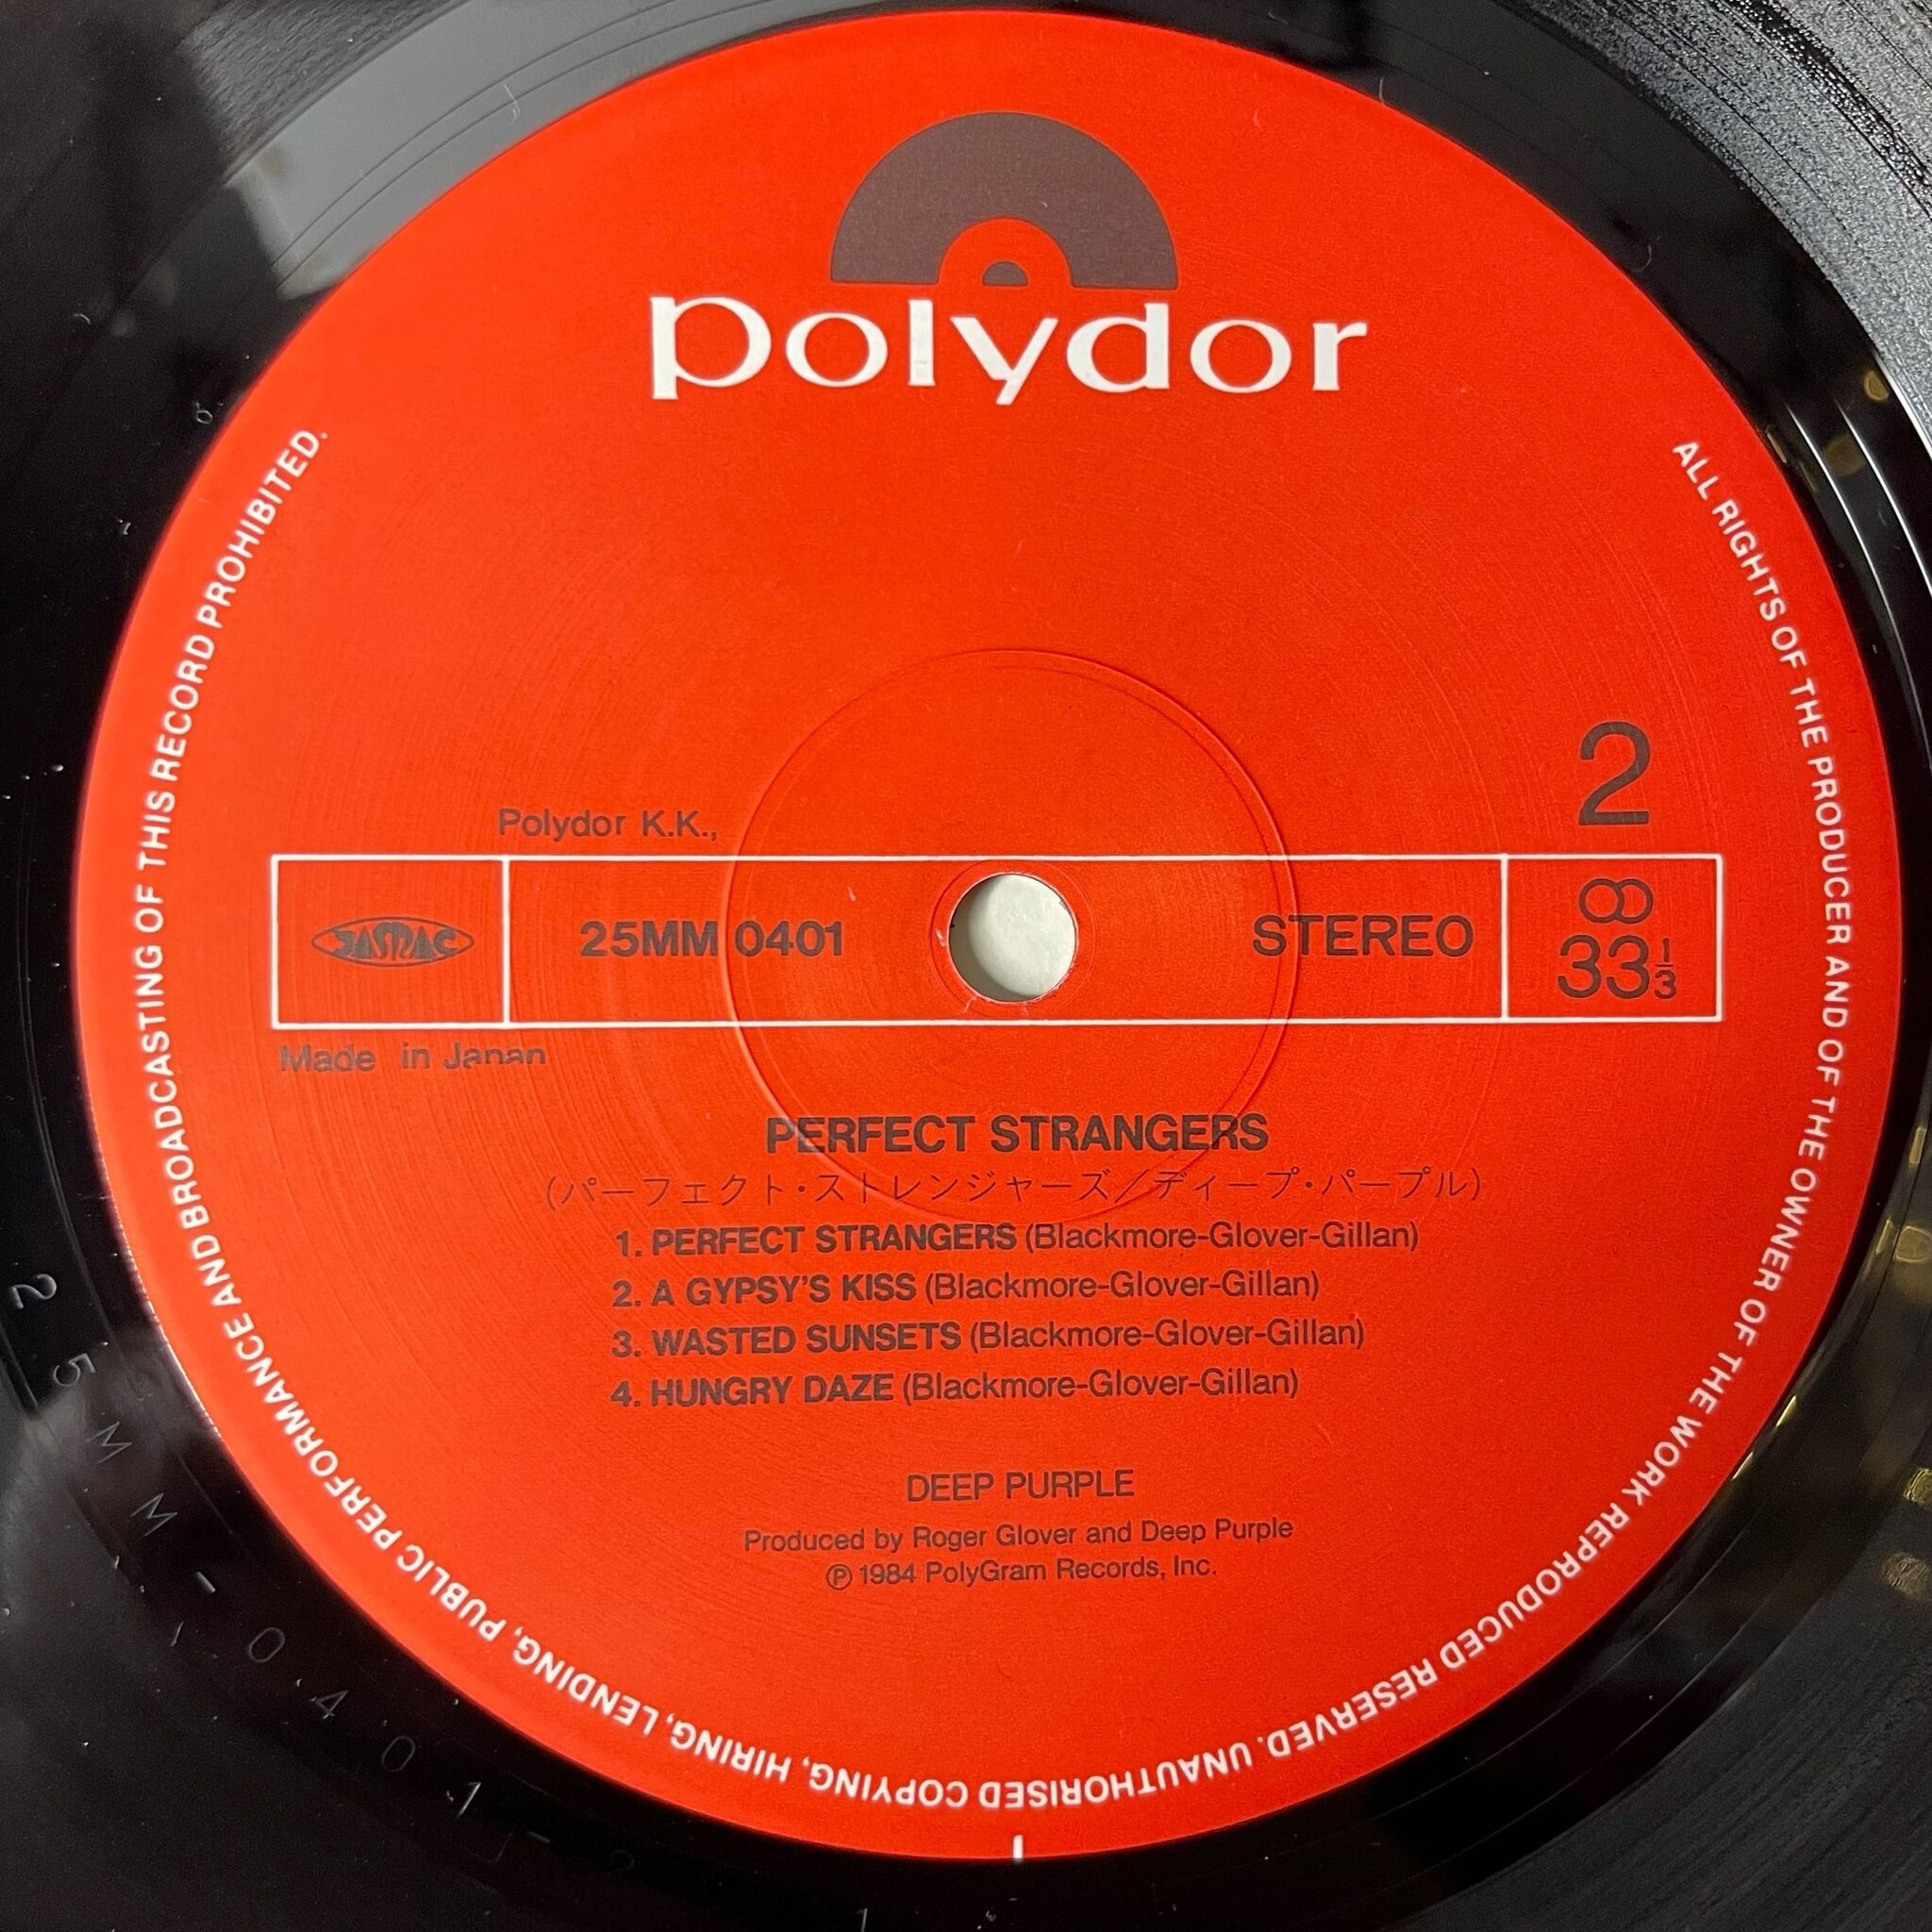 polydor
ALL RIGHTS OF THE PRODUCER AND OF THE OWNER OF THE WORK REPRODUCED RESERVED. UNAUTHORISED COPYING, HIRING, LENDING, PUBLIC PERFORMANCE AND BROADCASTING OF THIS RECORD PROHIBITED.
2
Polydor K.K.,
JASRAC 25MM 0401 STEREO 33 1/3
Made in Japan
PERFECT STRANGERS
(パーフェクト・ストレンジャーズ／ディープ・パープル)
1. PERFECT STRANGERS (Blackmore-Glover-Gillan)
2. A GYPSY'S KISS (Blackmore-Glover-Gillan)
3. WASTED SUNSETS (Blackmore-Glover-Gillan)
4. HUNGRY DAZE (Blackmore-Glover-Gillan)
DEEP PURPLE
Produced by Roger Glover and Deep Purple
Ⓟ 1984 PolyGram Records, Inc.
25MM-0401